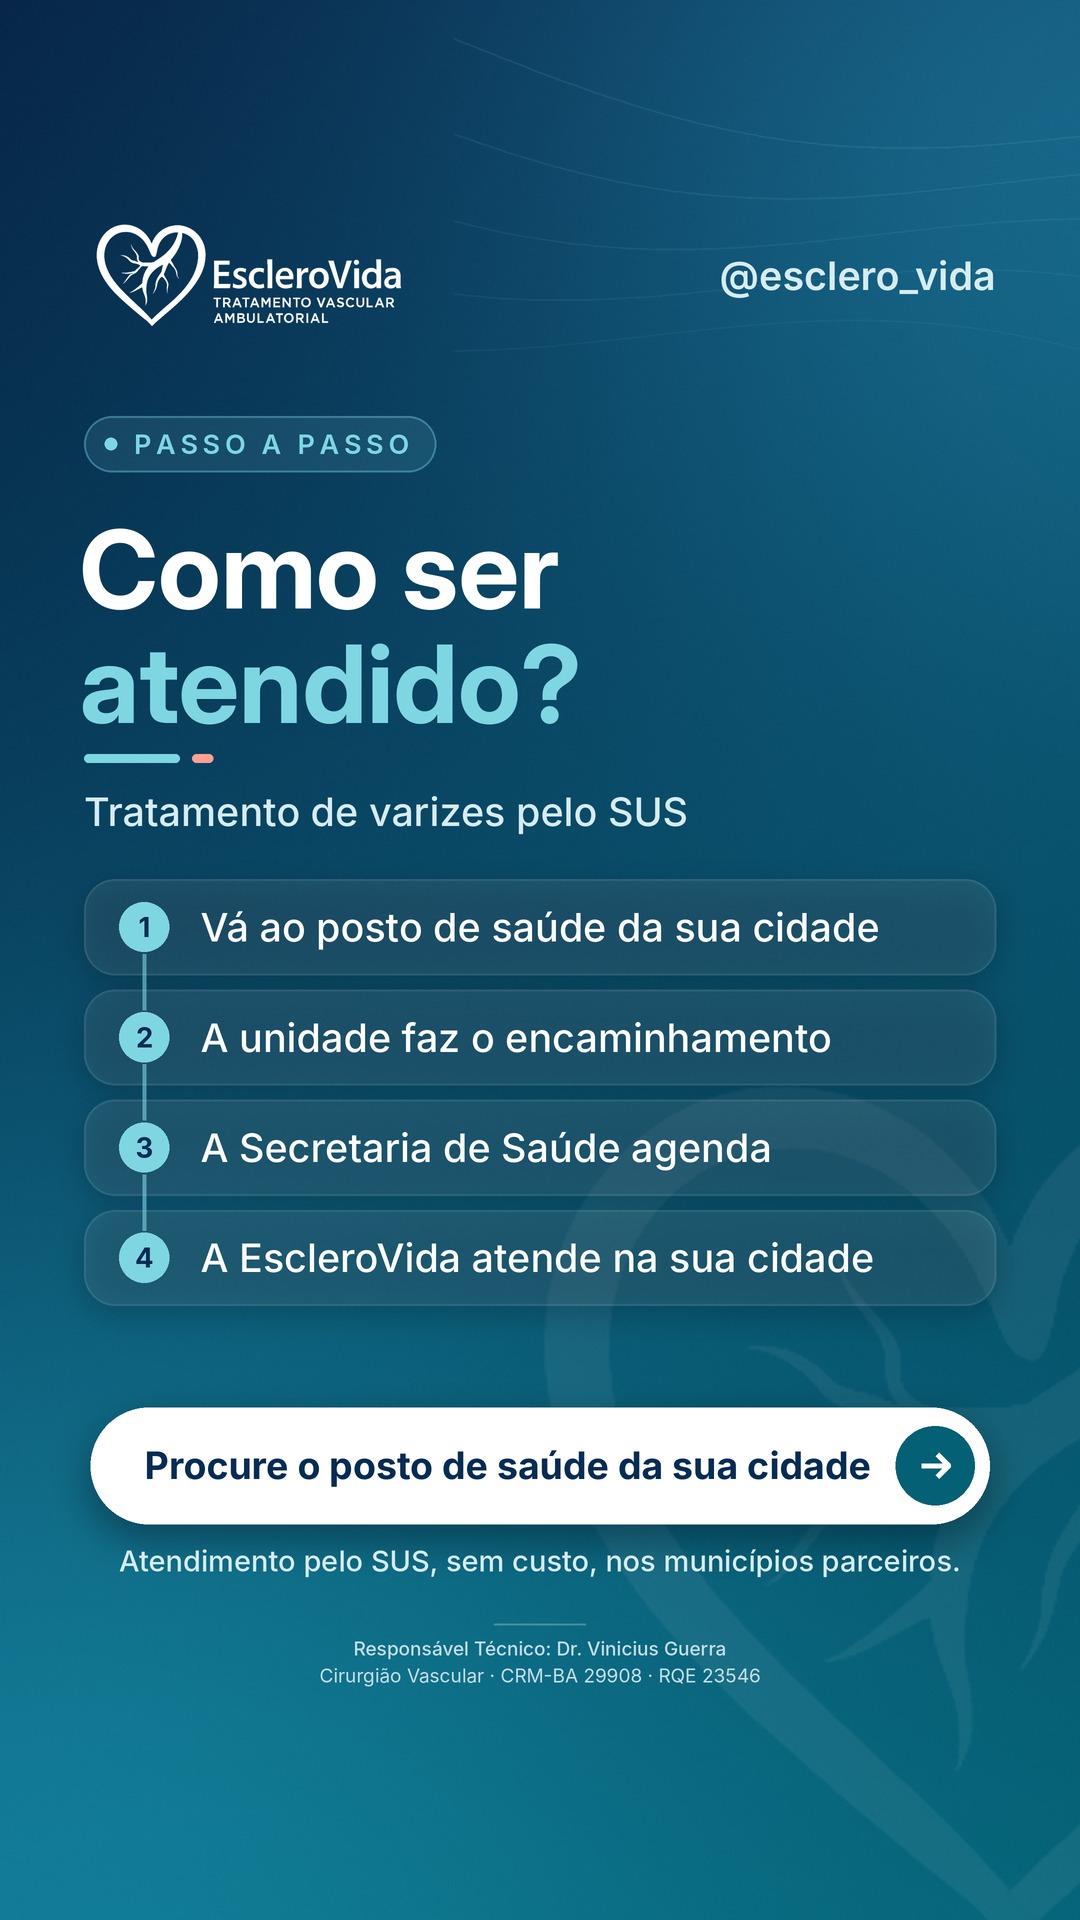 EscleroVida
TRATAMENTO VASCULAR
AMBULATORIAL
@esclero_vida
PASSO A PASSO
Como ser
atendido?
Tratamento de varizes pelo SUS
1 Vá ao posto de saúde da sua cidade
2 A unidade faz o encaminhamento
3 A Secretaria de Saúde agenda
4 A EscleroVida atende na sua cidade
Procure o posto de saúde da sua cidade
Atendimento pelo SUS, sem custo, nos municípios parceiros.
Responsável Técnico: Dr. Vinicius Guerra
Cirurgião Vascular · CRM-BA 29908 · RQE 23546